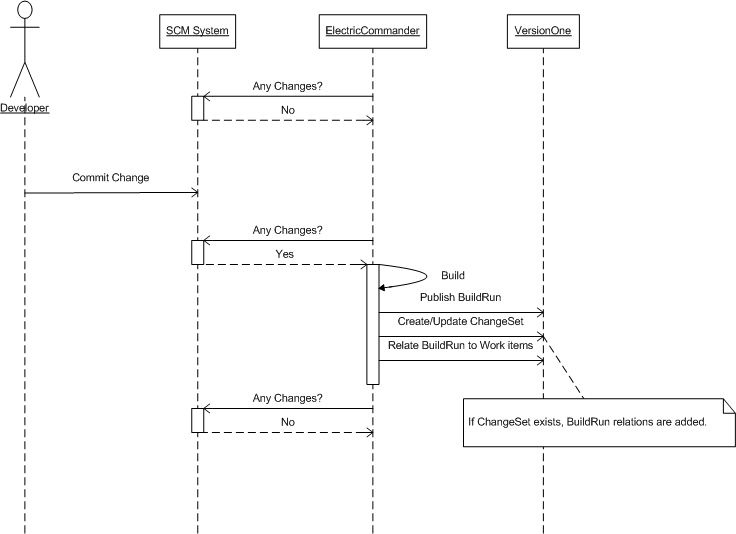 SCM System
ElectricCommander
VersionOne
Developer
Any Changes?
No
Commit Change
Any Changes?
Yes
Build
Publish BuildRun
Create/Update ChangeSet
Relate BuildRun to Work items
Any Changes?
No
If ChangeSet exists, BuildRun relations are added.